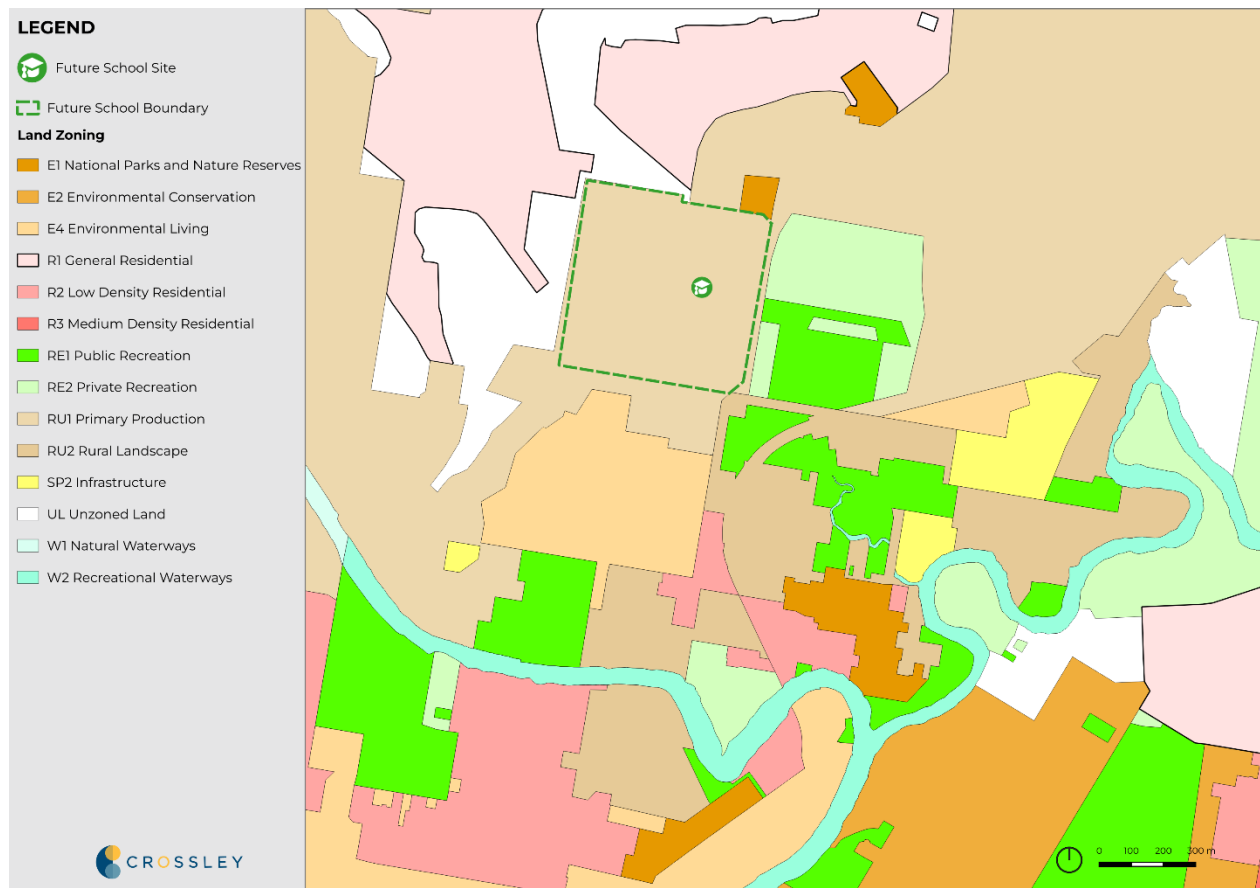 LEGEND
Future School Site
Future School Boundary
Land Zoning
E1 National Parks and Nature Reserves
E2 Environmental Conservation
E4 Environmental Living
R1 General Residential
R2 Low Density Residential
R3 Medium Density Residential
RE1 Public Recreation
RE2 Private Recreation
RU1 Primary Production
RU2 Rural Landscape
SP2 Infrastructure
UL Unzoned Land
W1 Natural Waterways
W2 Recreational Waterways
CROSSLEY
0 100 200 300 m